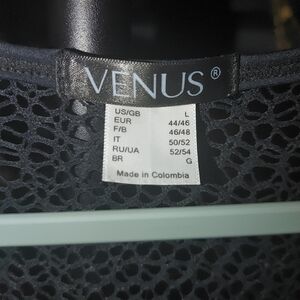 VENUS ®
US/GB L
EUR 44/46
F/B 46/48
IT 50/52
RU/UA 52/54
BR G
Made in Colombia